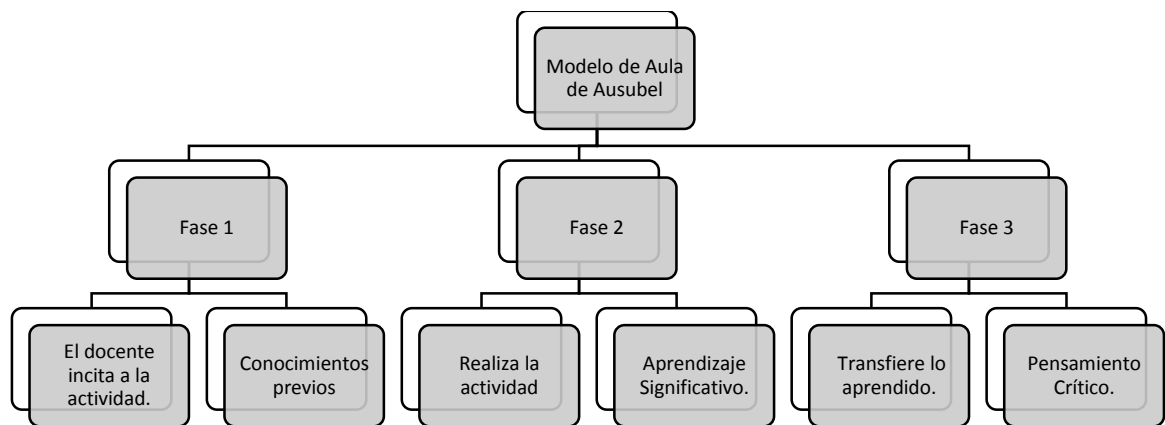 Modelo de Aula
de Ausubel
Fase 1
Fase 2
Fase 3
El docente
incita a la
actividad.
Conocimientos
previos
Realiza la
actividad
Aprendizaje
Significativo.
Transfiere lo
aprendido.
Pensamiento
Crítico.